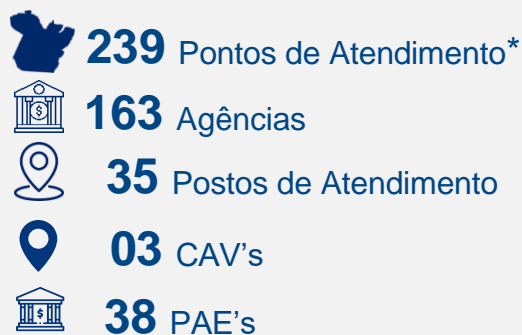 239 Pontos de Atendimento*
163 Agências
35 Postos de Atendimento
03 CAV's
38 PAE's